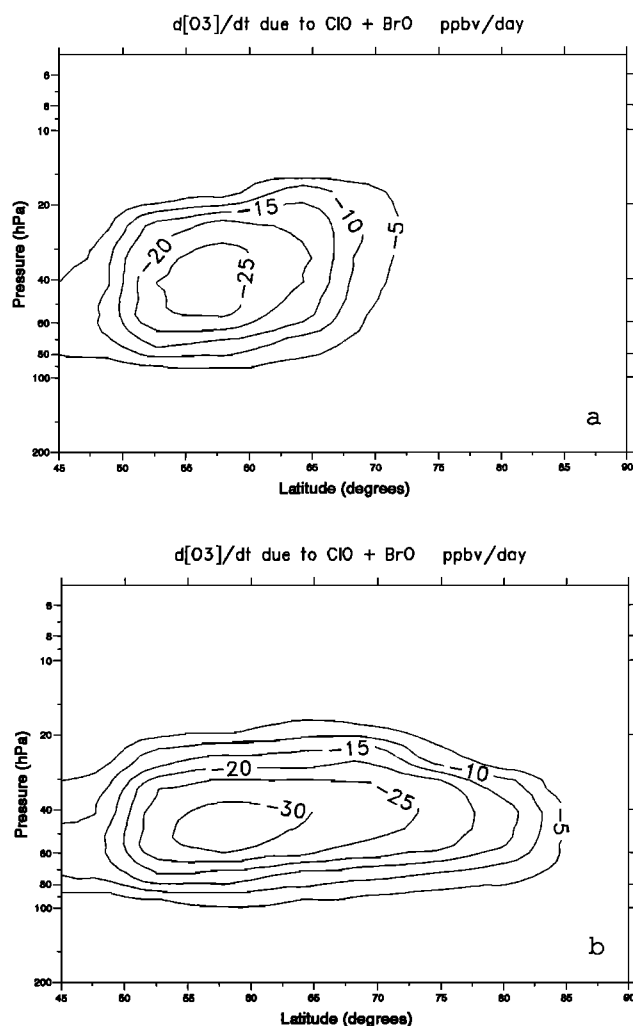 d[O3]/dt due to ClO + BrO ppbv/day
6
8
10
20
40
60
80
100
200
Pressure (hPa)
-15
-10
-5
-20
-25
a
45 50 55 60 65 70 75 80 85 90
Latitude (degrees)
d[O3]/dt due to ClO + BrO ppbv/day
6
8
10
20
40
60
80
100
200
Pressure (hPa)
-15
-10
-20
-25
-30
-5
b
45 50 55 60 65 70 75 80 85 90
Latitude (degrees)